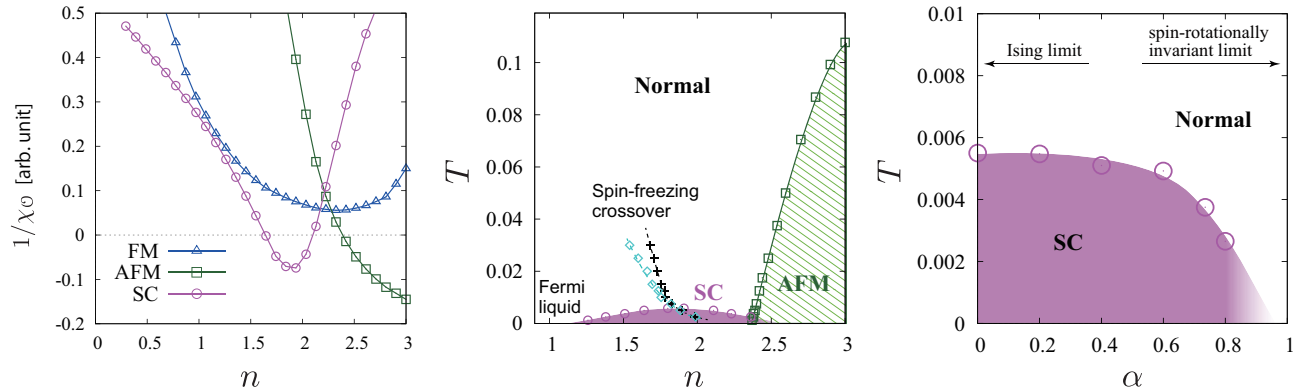 0.5
0.4
0.3
0.2
0.1
0
-0.1
-0.2
1/χO [arb. unit]
FM
AFM
SC
0 0.5 1 1.5 2 2.5 3
n
0.1
0.08
0.06
0.04
0.02
0
T
Normal
Spin-freezing
crossover
Fermi
liquid
SC
AFM
1 1.5 2 2.5 3
n
0.01
0.008
0.006
0.004
0.002
0
T
Ising limit
spin-rotationally
invariant limit
Normal
SC
0 0.2 0.4 0.6 0.8 1
α